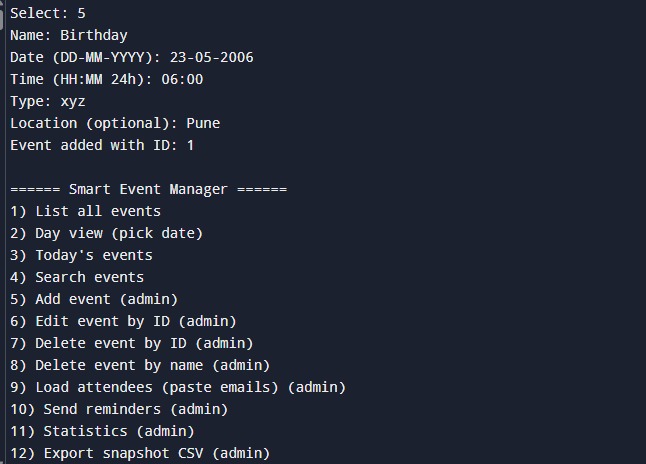 Select: 5
Name: Birthday
Date (DD-MM-YYYY): 23-05-2006
Time (HH:MM 24h): 06:00
Type: xyz
Location (optional): Pune
Event added with ID: 1
====== Smart Event Manager ======
1) List all events
2) Day view (pick date)
3) Today's events
4) Search events
5) Add event (admin)
6) Edit event by ID (admin)
7) Delete event by ID (admin)
8) Delete event by name (admin)
9) Load attendees (paste emails) (admin)
10) Send reminders (admin)
11) Statistics (admin)
12) Export snapshot CSV (admin)